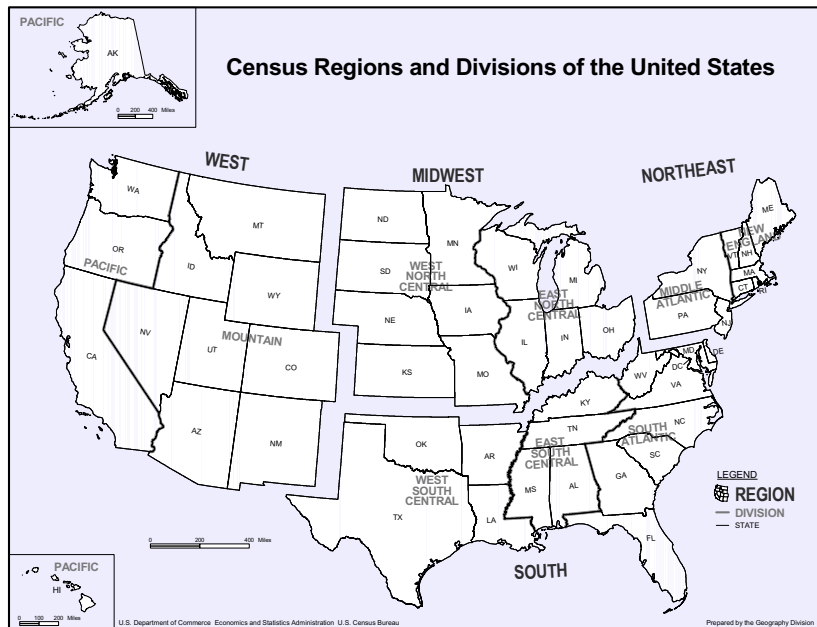 PACIFIC
AK
0 200 400 Miles
Census Regions and Divisions of the United States
WEST
MIDWEST
NORTHEAST
WA
MT
OR
ID
PACIFIC
WY
NV
UT
MOUNTAIN
CA
CO
AZ
NM
ND
MN
SD
WEST
NORTH
CENTRAL
NE
IA
KS
MO
WI
MI
EAST
NORTH
CENTRAL
IL
IN
OH
ME
NEW
ENGLAND
VT
NH
NY
MA
CT
RI
MIDDLE
ATLANTIC
PA
NJ
MD
DE
DC
WV
VA
KY
TN
NC
SOUTH
ATLANTIC
SC
EAST
SOUTH
CENTRAL
MS
AL
GA
FL
OK
AR
WEST
SOUTH
CENTRAL
TX
LA
SOUTH
LEGEND
REGION
DIVISION
STATE
0 200 400 Miles
PACIFIC
HI
0 100 200 Miles
U.S. Department of Commerce Economics and Statistics Administration U.S. Census Bureau
Prepared by the Geography Division